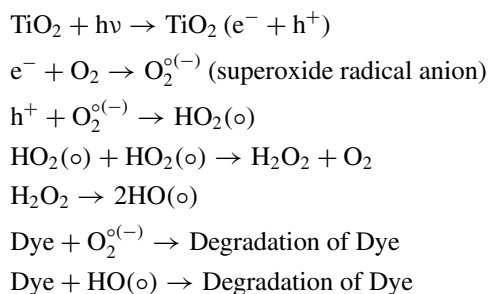 TiO₂ + hν → TiO₂ (e⁻ + h⁺)
e⁻ + O₂ → O₂°⁽⁻⁾ (superoxide radical anion)
h⁺ + O₂°⁽⁻⁾ → HO₂(∘)
HO₂(∘) + HO₂(∘) → H₂O₂ + O₂
H₂O₂ → 2HO(∘)
Dye + O₂°⁽⁻⁾ → Degradation of Dye
Dye + HO(∘) → Degradation of Dye